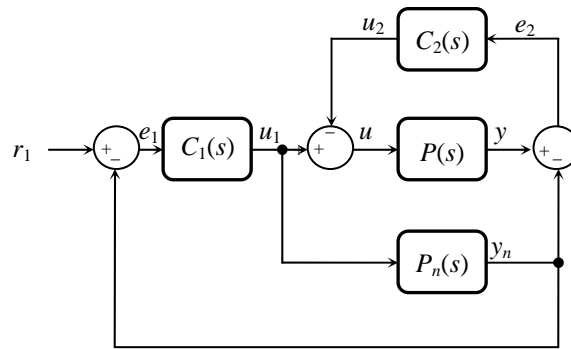 u₂ C₂(s) e₂
r₁ + − e₁ C₁(s) u₁ + − u P(s) y + −
Pₙ(s) yₙ